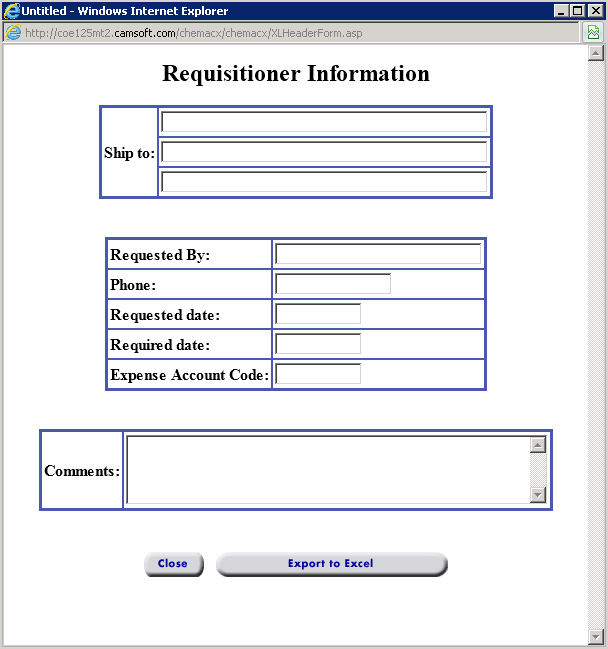 Untitled - Windows Internet Explorer
http://coe125mt2.camsoft.com/chemacx/chemacx/XLHeaderForm.asp
Requisitioner Information
Ship to:
Requested By:
Phone:
Requested date:
Required date:
Expense Account Code:
Comments:
Close Export to Excel